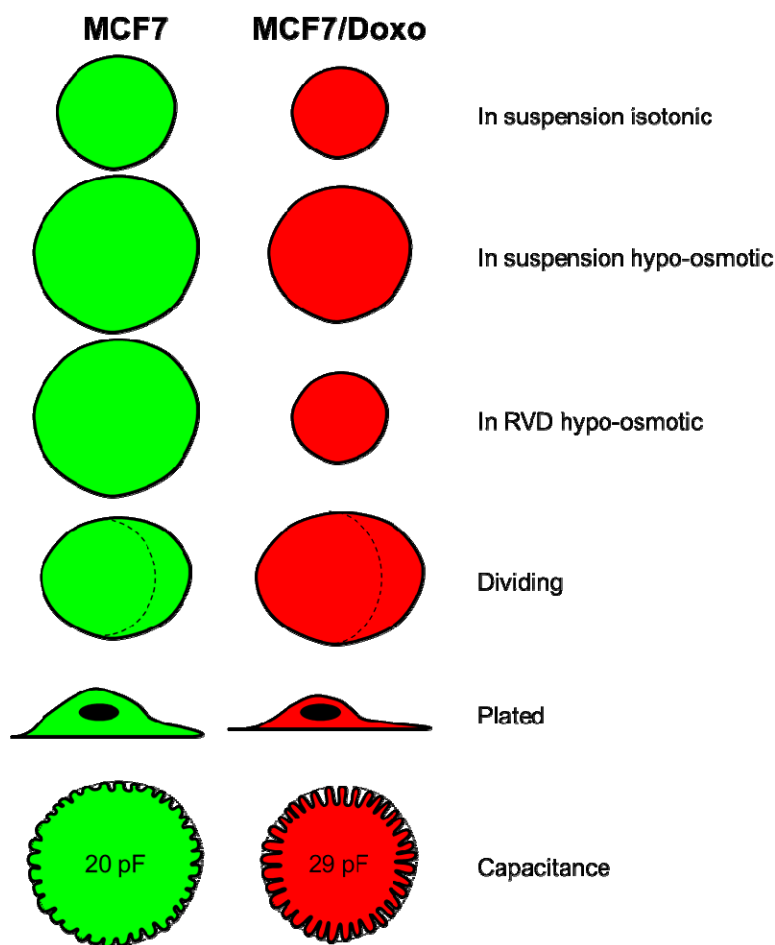 MCF7 MCF7/Doxo
In suspension isotonic
In suspension hypo-osmotic
In RVD hypo-osmotic
Dividing
Plated
20 pF 29 pF Capacitance